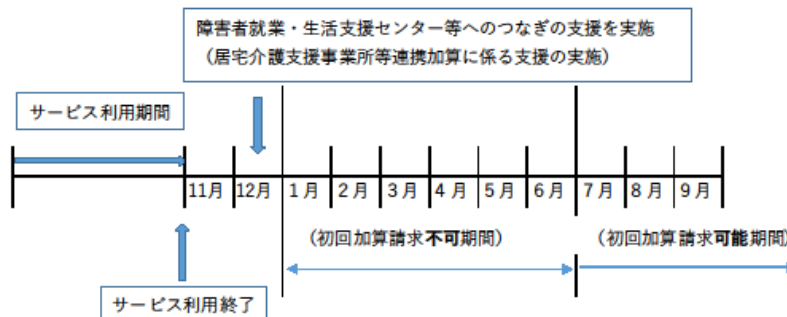 障害者就業・生活支援センター等へのつなぎの支援を実施
（居宅介護支援事業所等連携加算に係る支援の実施）
サービス利用期間
11月 12月 1月 2月 3月 4月 5月 6月 7月 8月 9月
（初回加算請求不可期間） （初回加算請求可能期間）
サービス利用終了